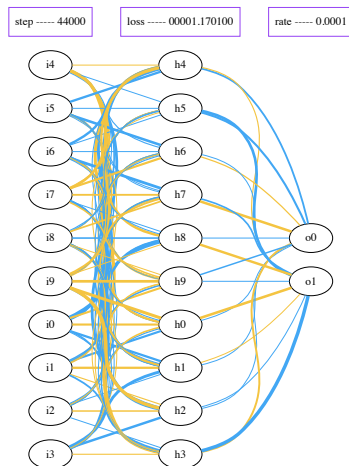 step ----- 44000 loss ----- 00001.170100 rate ----- 0.0001
i4 h4
i5 h5
i6 h6
i7 h7
i8 h8 o0
i9 h9 o1
i0 h0
i1 h1
i2 h2
i3 h3